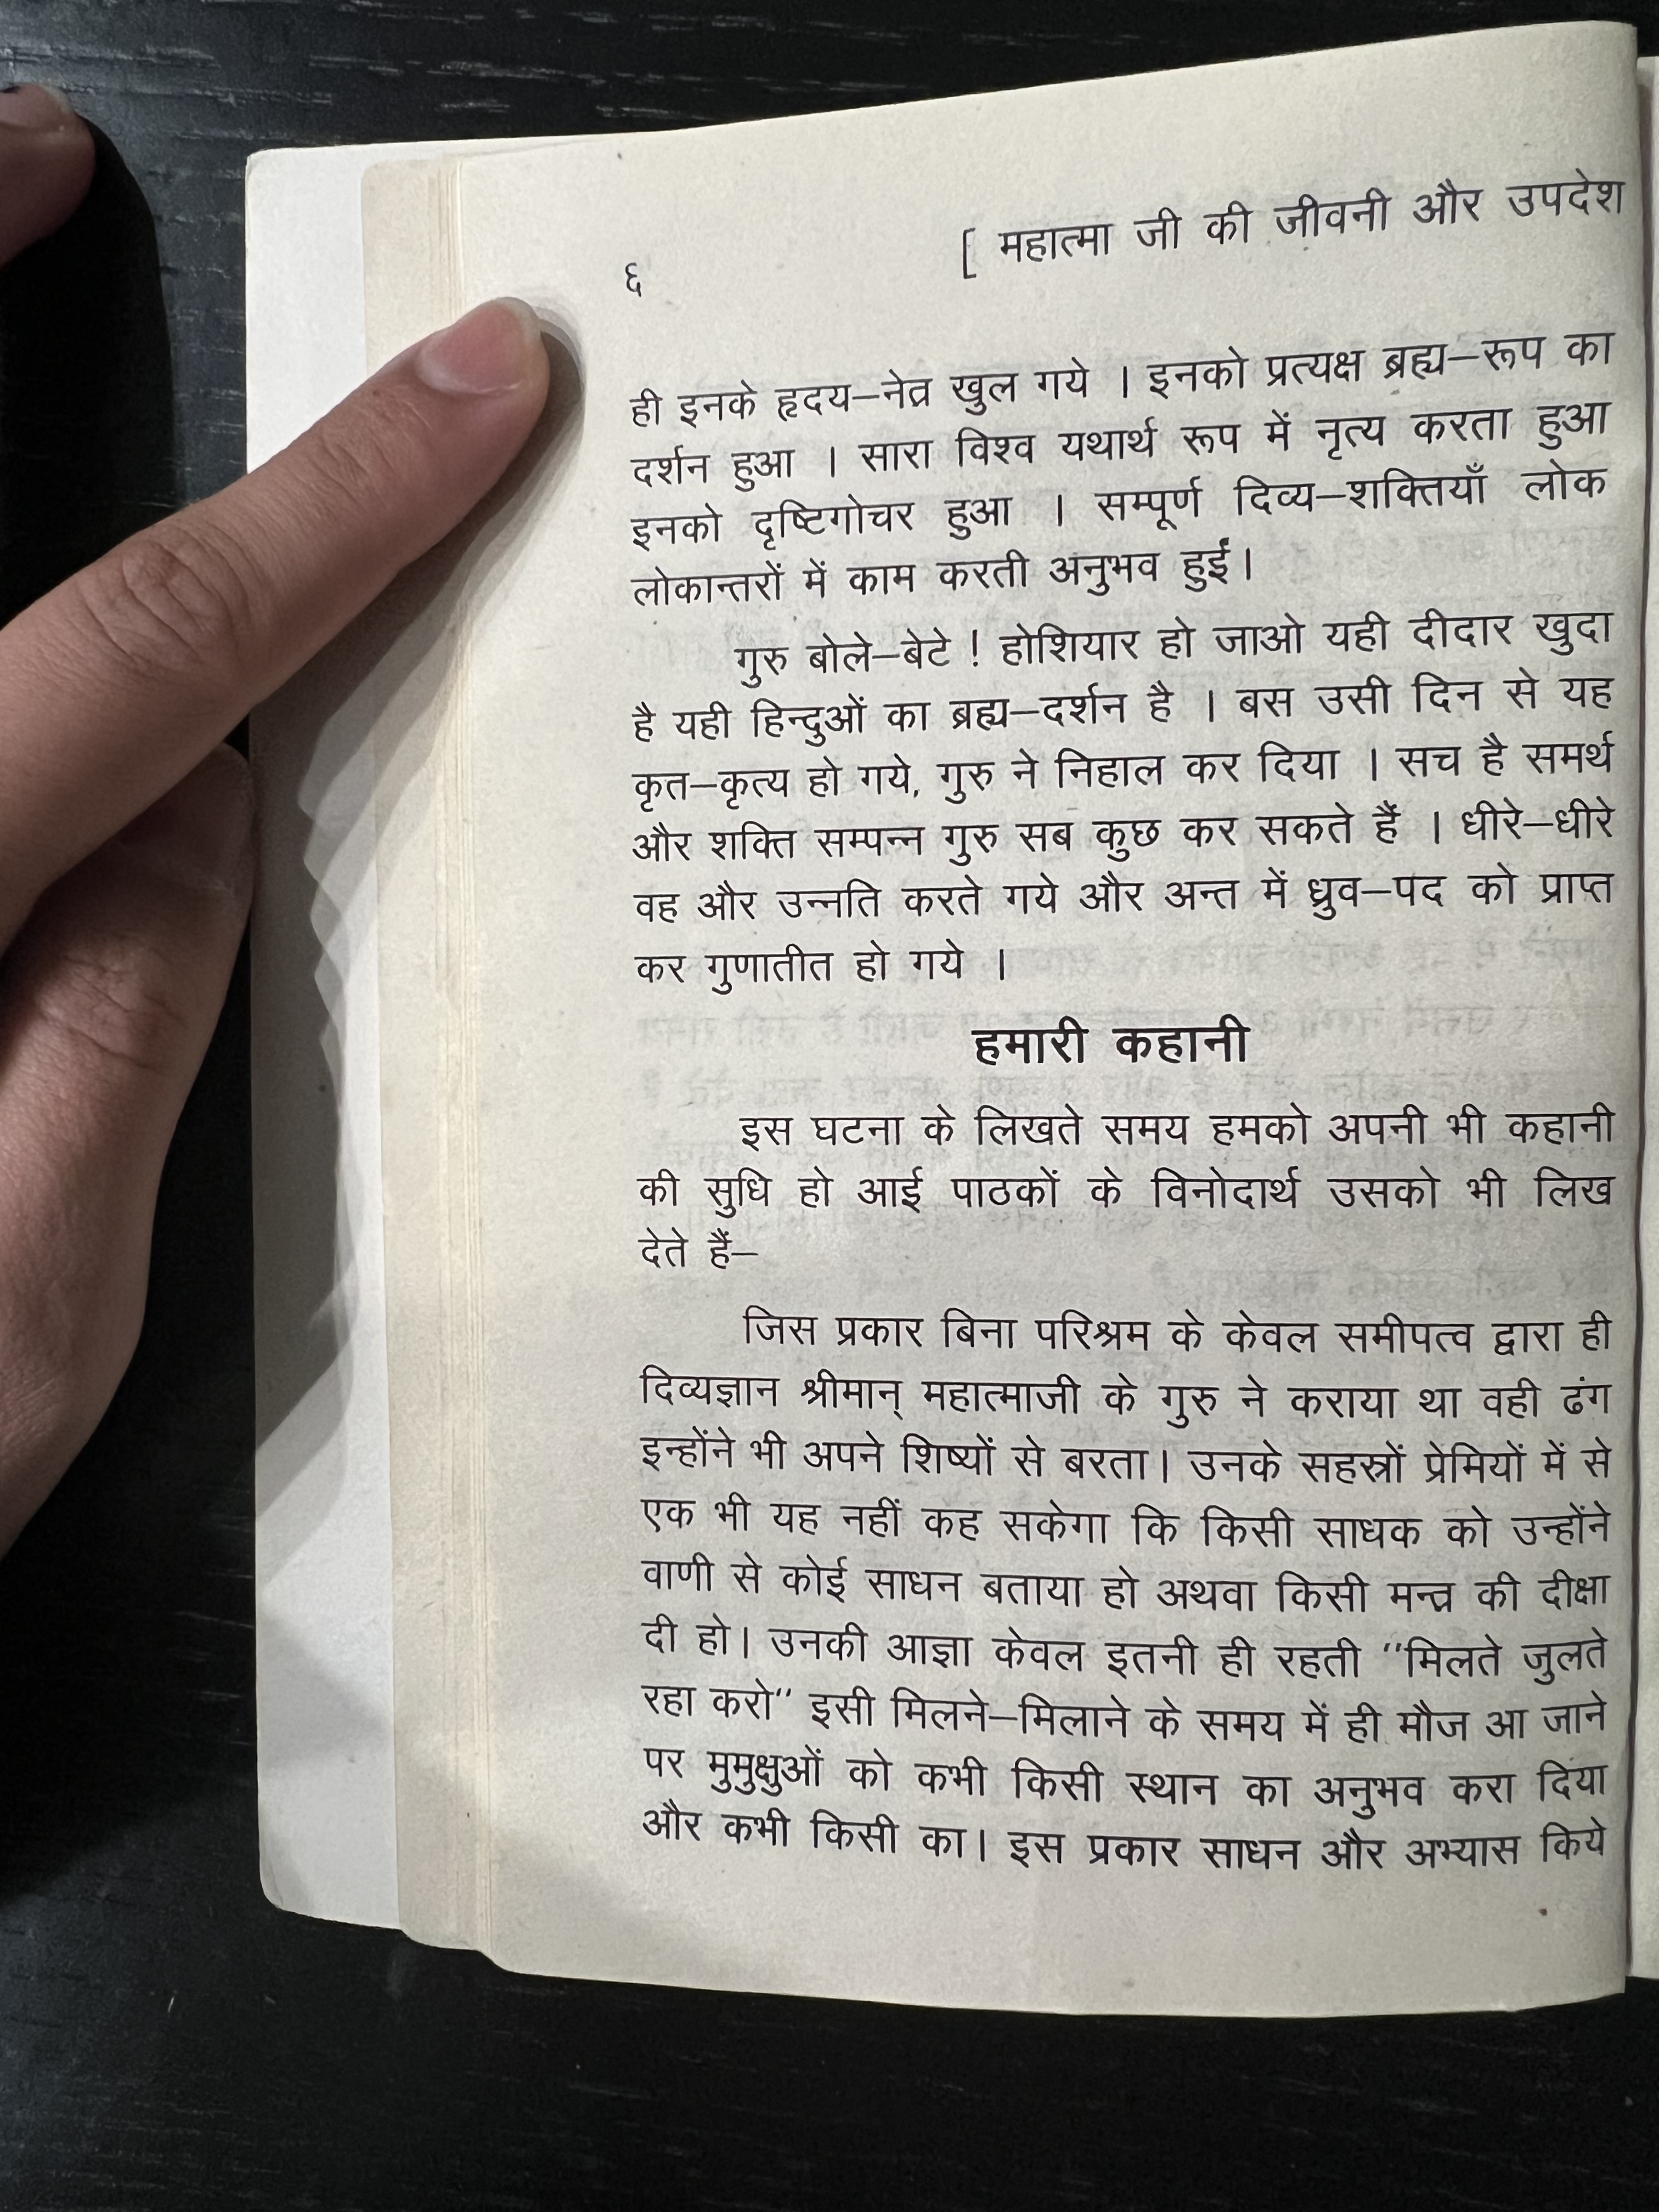 ६ [ महात्मा जी की जीवनी और उपदेश
ही इनके हृदय–नेत्र खुल गये । इनको प्रत्यक्ष ब्रह्म–रूप का
दर्शन हुआ । सारा विश्व यथार्थ रूप में नृत्य करता हुआ
इनको दृष्टिगोचर हुआ । सम्पूर्ण दिव्य–शक्तियाँ लोक
लोकान्तरों में काम करती अनुभव हुईं।
गुरु बोले–बेटे ! होशियार हो जाओ यही दीदार खुदा
है यही हिन्दुओं का ब्रह्म–दर्शन है । बस उसी दिन से यह
कृत–कृत्य हो गये, गुरु ने निहाल कर दिया । सच है समर्थ
और शक्ति सम्पन्न गुरु सब कुछ कर सकते हैं । धीरे–धीरे
वह और उन्नति करते गये और अन्त में ध्रुव–पद को प्राप्त
कर गुणातीत हो गये ।
हमारी कहानी
इस घटना के लिखते समय हमको अपनी भी कहानी
की सुधि हो आई पाठकों के विनोदार्थ उसको भी लिख
देते हैं–
जिस प्रकार बिना परिश्रम के केवल समीपत्व द्वारा ही
दिव्यज्ञान श्रीमान् महात्माजी के गुरु ने कराया था वही ढंग
इन्होंने भी अपने शिष्यों से बरता। उनके सहस्रों प्रेमियों में से
एक भी यह नहीं कह सकेगा कि किसी साधक को उन्होंने
वाणी से कोई साधन बताया हो अथवा किसी मन्त्र की दीक्षा
दी हो। उनकी आज्ञा केवल इतनी ही रहती ''मिलते जुलते
रहा करो'' इसी मिलने–मिलाने के समय में ही मौज आ जाने
पर मुमुक्षुओं को कभी किसी स्थान का अनुभव करा दिया
और कभी किसी का। इस प्रकार साधन और अभ्यास किये